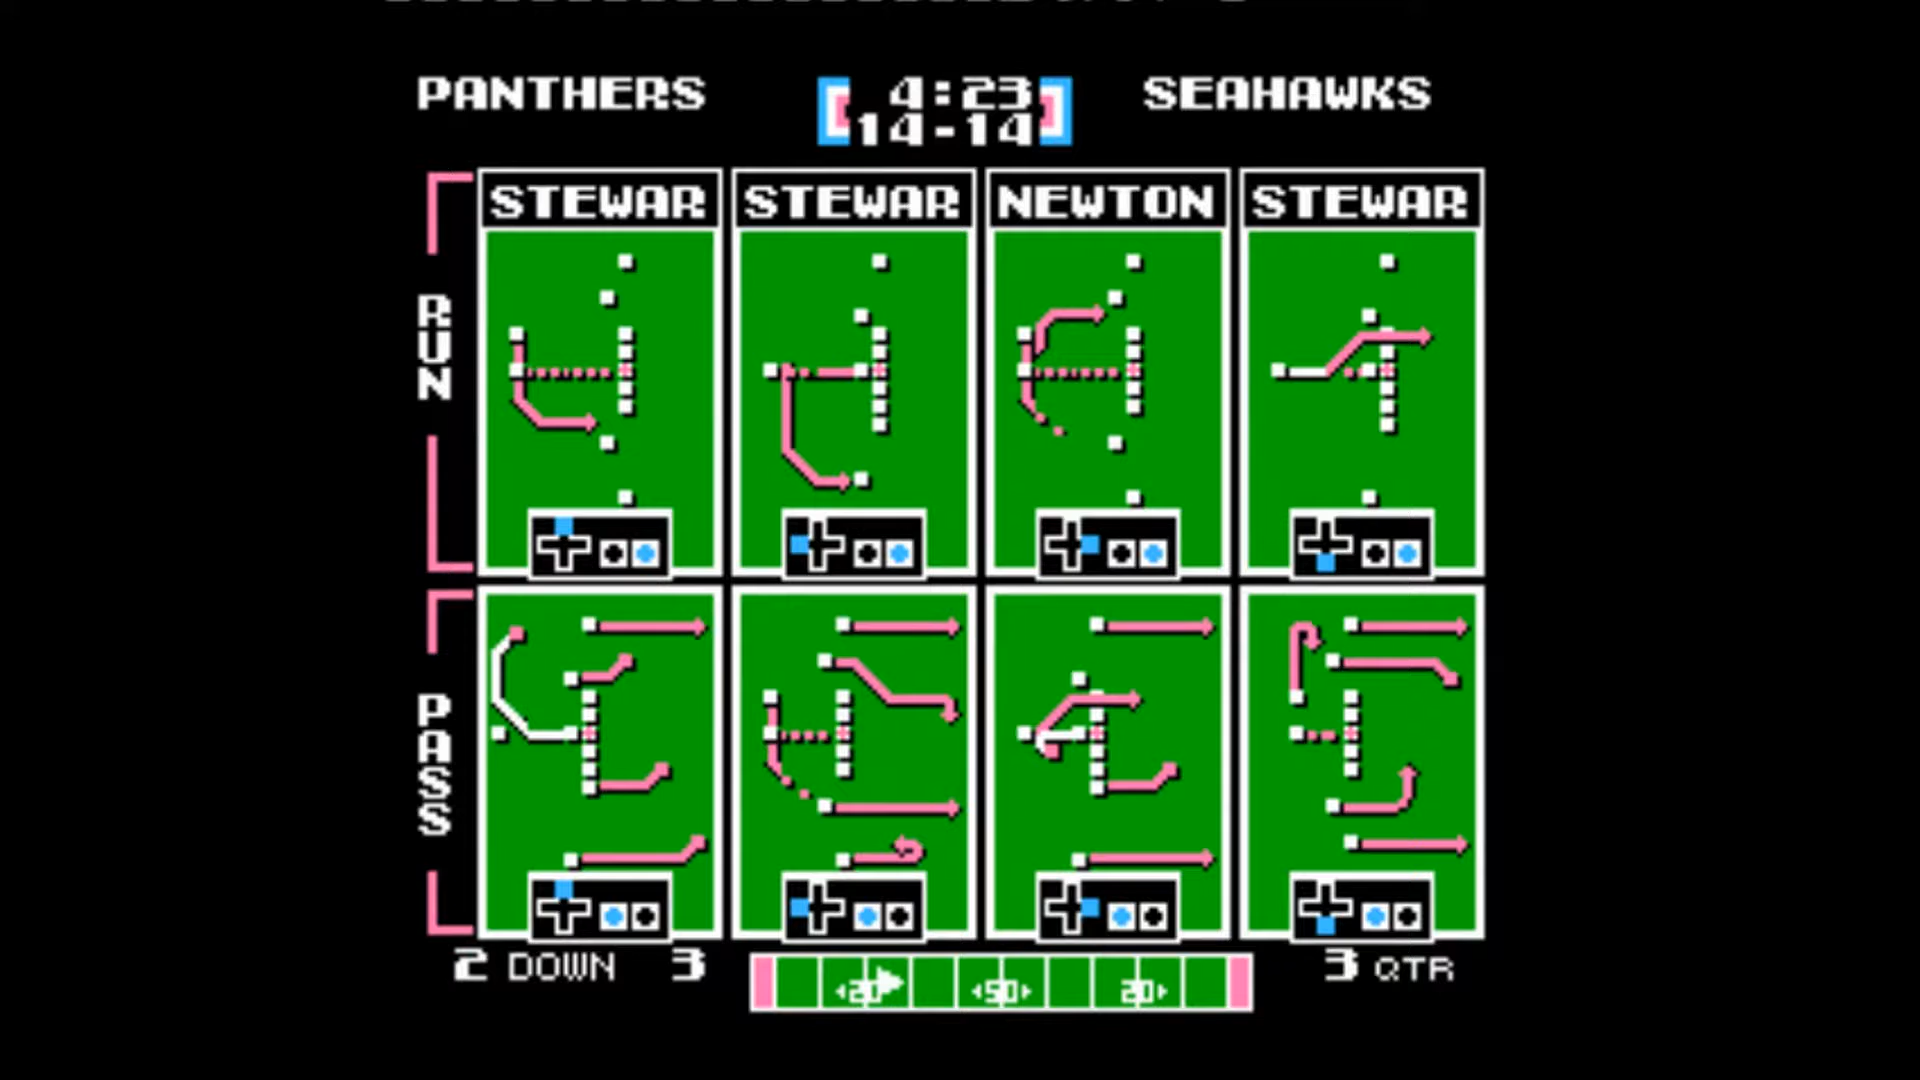 PANTHERS 4:23 SEAHAWKS
14-14
STEWAR STEWAR NEWTON STEWAR
RUN
PASS
2 DOWN 3 3 QTR
20 50 20